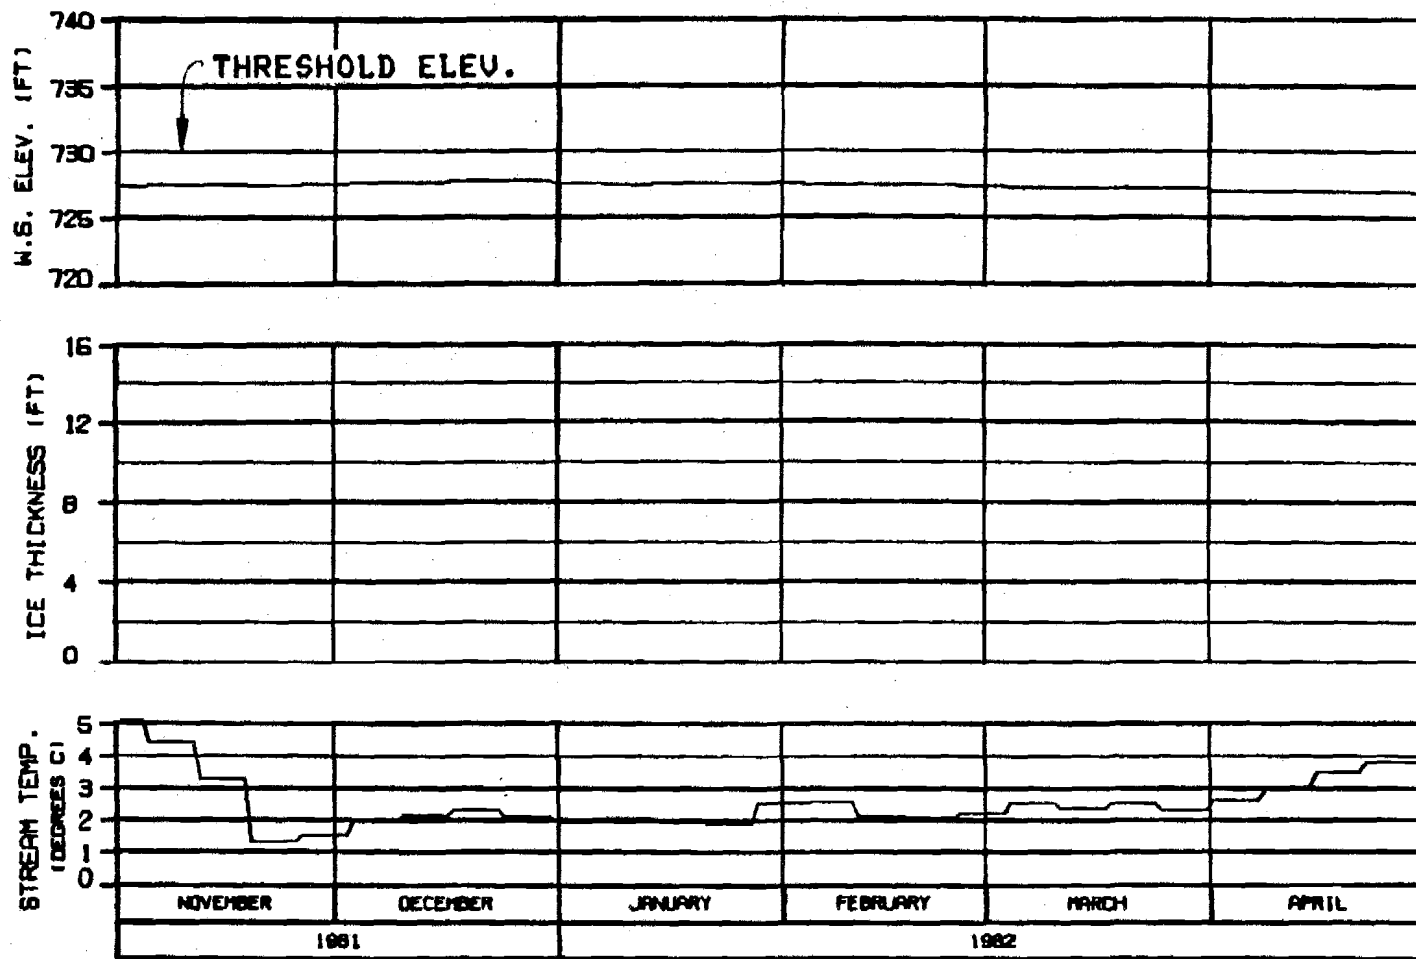 W.S. ELEV. (FT)
740
735
730
725
720
THRESHOLD ELEV.
ICE THICKNESS (FT)
16
12
8
4
0
STREAM TEMP.
(DEGREES C)
5
4
3
2
1
0
NOVEMBER DECEMBER JANUARY FEBRUARY MARCH APRIL
1981 1982